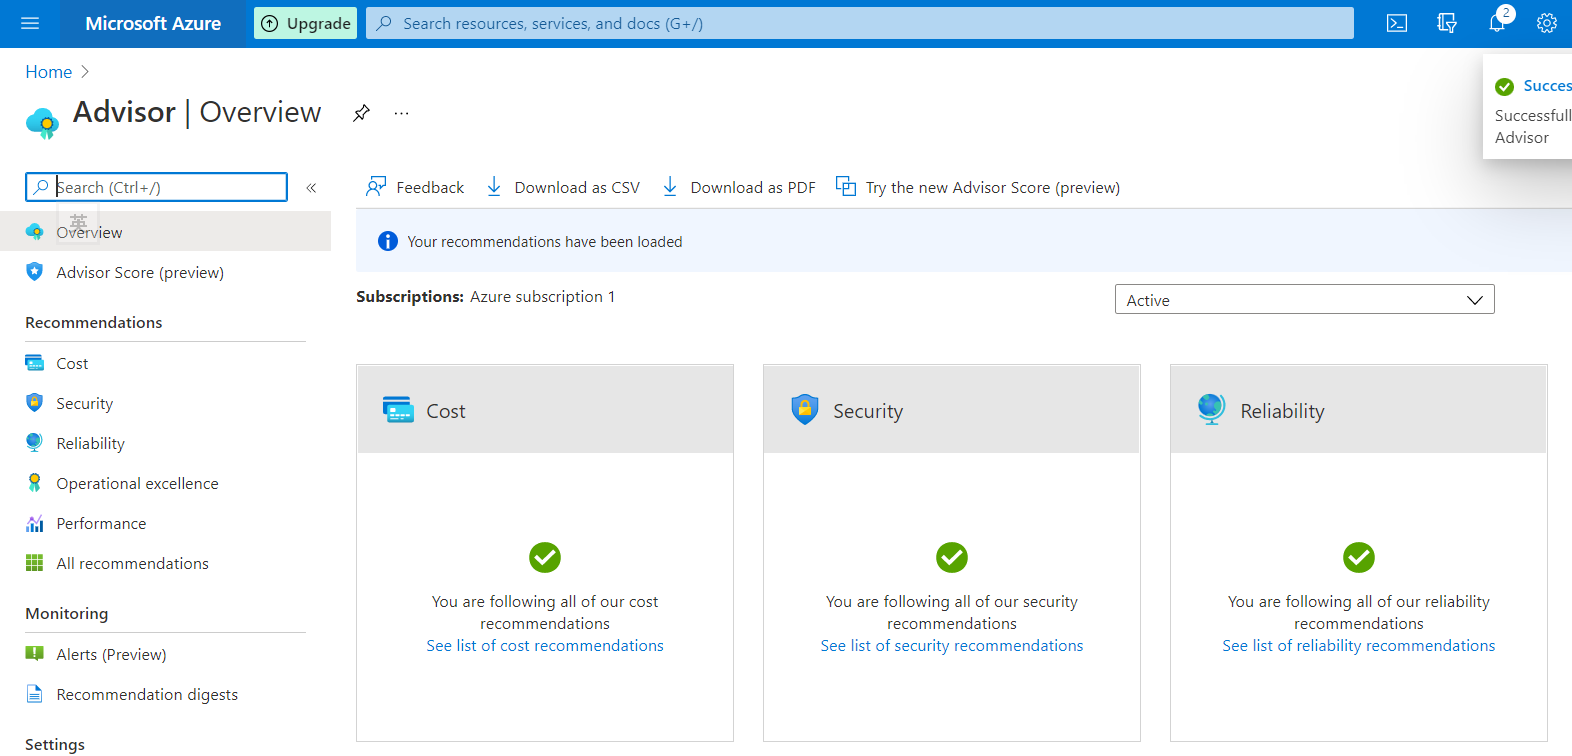 Microsoft Azure
Upgrade
Search resources, services, and docs (G+/)
2
Home
Advisor | Overview
...
Succes
Successfull
Advisor
Search (Ctrl+/)
«
Feedback
Download as CSV
Download as PDF
Try the new Advisor Score (preview)
英
Overview
Your recommendations have been loaded
Advisor Score (preview)
Subscriptions: Azure subscription 1
Active
Recommendations
Cost
Security
Reliability
Operational excellence
Performance
All recommendations
Monitoring
Alerts (Preview)
Recommendation digests
Settings
Cost
You are following all of our cost
recommendations
See list of cost recommendations
Security
You are following all of our security
recommendations
See list of security recommendations
Reliability
You are following all of our reliability
recommendations
See list of reliability recommendations